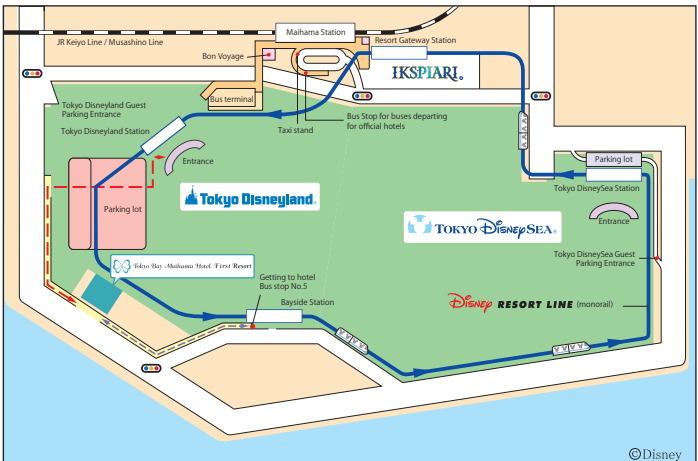 Maihama Station
JR Keiyo Line / Musashino Line
Resort Gateway Station
Bon Voyage
IKSPIARI®
Bus terminal
Tokyo Disneyland Guest
Parking Entrance
Tokyo Disneyland Station
Taxi stand
Bus Stop for buses departing
for official hotels
Entrance
Parking lot
Tokyo DisneySea Station
Tokyo Disneyland®
Parking lot
Entrance
TOKYO DISNEYSEA®
Tokyo DisneySea Guest
Parking Entrance
Tokyo Bay Maihama Hotel First Resort
Getting to hotel
Bus stop No.5
Bayside Station
Disney RESORT LINE (monorail)
©Disney